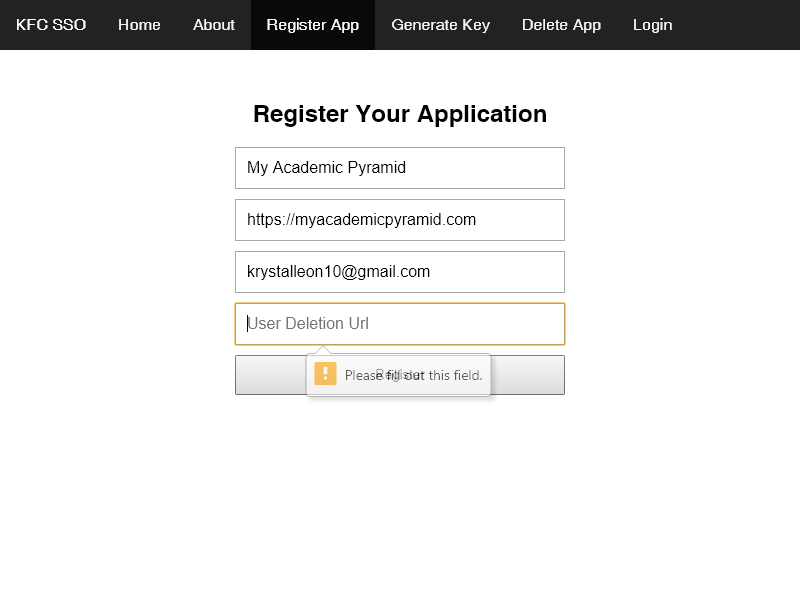 KFC SSO Home About Register App Generate Key Delete App Login
Register Your Application
My Academic Pyramid
https://myacademicpyramid.com
krystalleon10@gmail.com
User Deletion Url
Register
Please fill out this field.